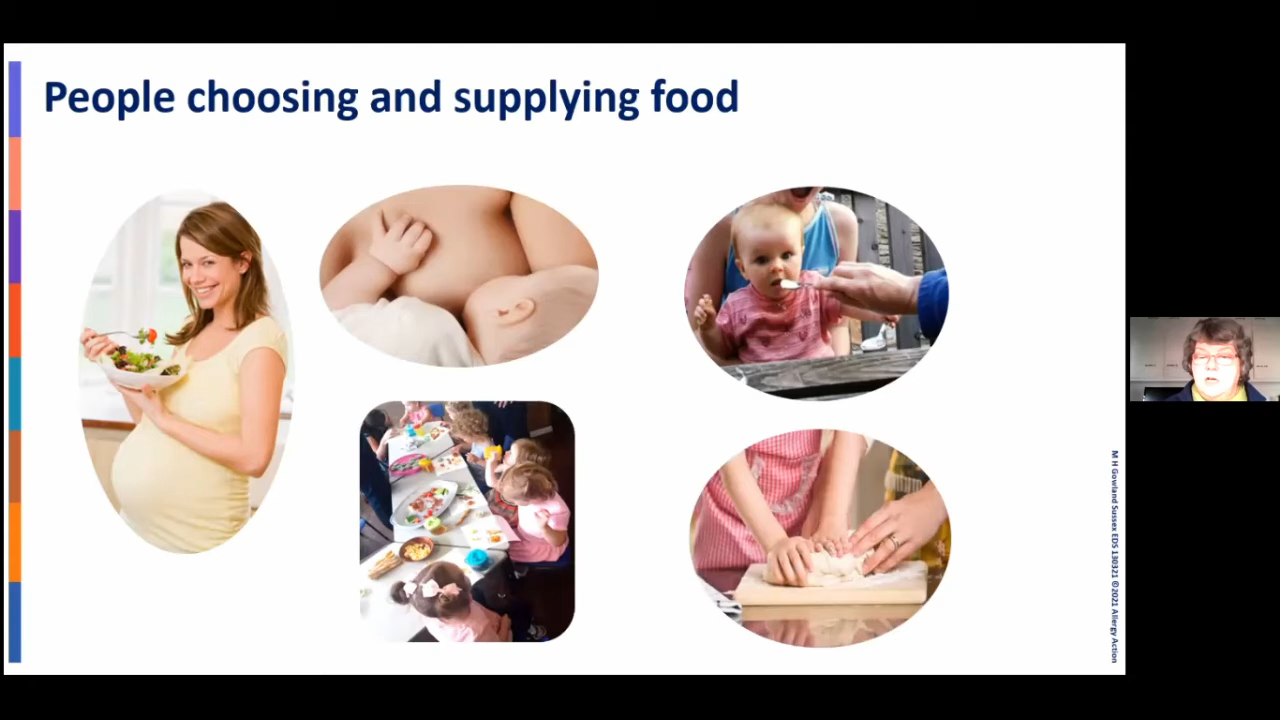 People choosing and supplying food
M H Gowland Sussex EDS 130321 ©2021 Allergy Action